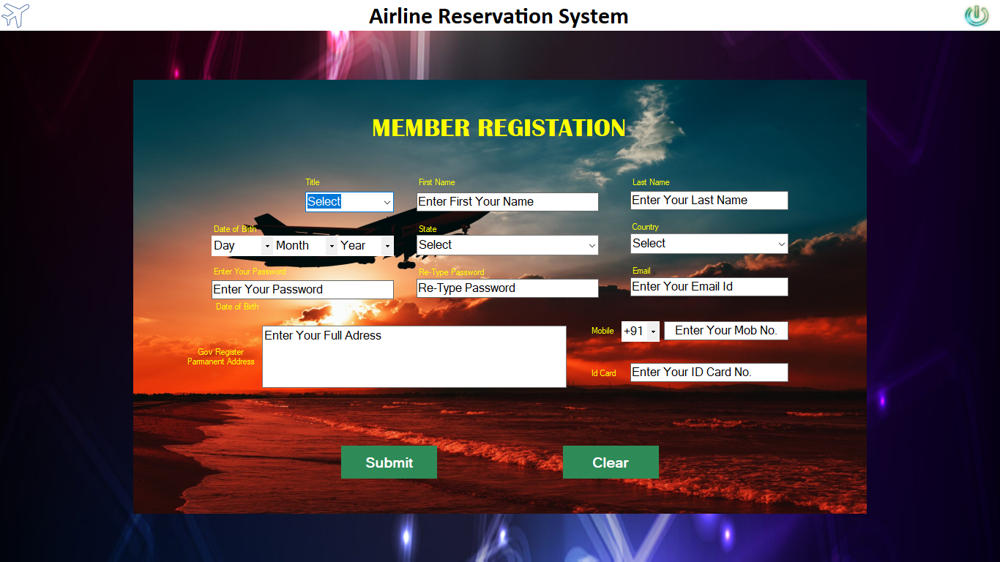 Airline Reservation System
MEMBER REGISTATION
Title
First Name
Last Name
Select
Enter First Your Name
Enter Your Last Name
Date of Birth
State
Country
Day
Month
Year
Select
Select
Enter Your Password
Re-Type Password
Email
Enter Your Password
Re-Type Password
Enter Your Email Id
Date of Birth
Enter Your Full Adress
Mobile
+91
Enter Your Mob No.
Gov Register
Parmanent Address
Id Card
Enter Your ID Card No.
Submit
Clear